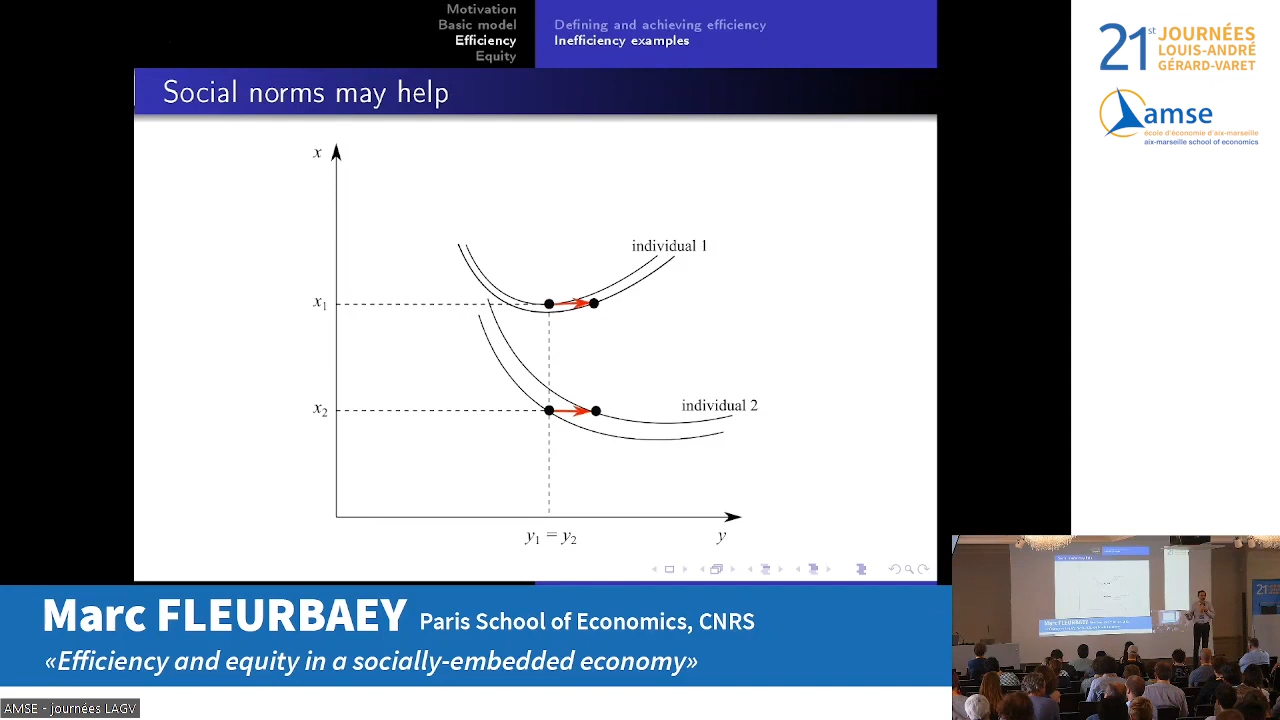 Motivation
Basic model
Efficiency
Equity
Defining and achieving efficiency
Inefficiency examples
Social norms may help
x
individual 1
x1
x2
individual 2
y1 = y2
y
21st JOURNÉES
LOUIS-ANDRÉ
GÉRARD-VARET
amse
école d'économie d'aix-marseille
aix-marseille school of economics
Marc FLEURBAEY Paris School of Economics, CNRS
«Efficiency and equity in a socially-embedded economy»
AMSE - journées LAGV
Marc FLEURBAEY